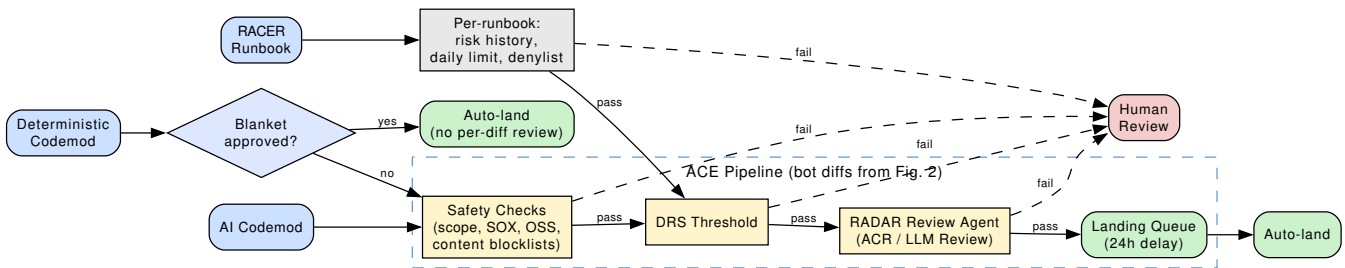 RACER
Runbook
Per-runbook:
risk history,
daily limit, denylist
fail
Deterministic
Codemod
Blanket
approved?
yes
Auto-land
(no per-diff review)
pass
Human
Review
fail
fail
no
ACE Pipeline (bot diffs from Fig. 2)
AI Codemod
Safety Checks
(scope, SOX, OSS,
content blocklists)
pass
DRS Threshold
pass
RADAR Review Agent
(ACR / LLM Review)
fail
pass
Landing Queue
(24h delay)
Auto-land